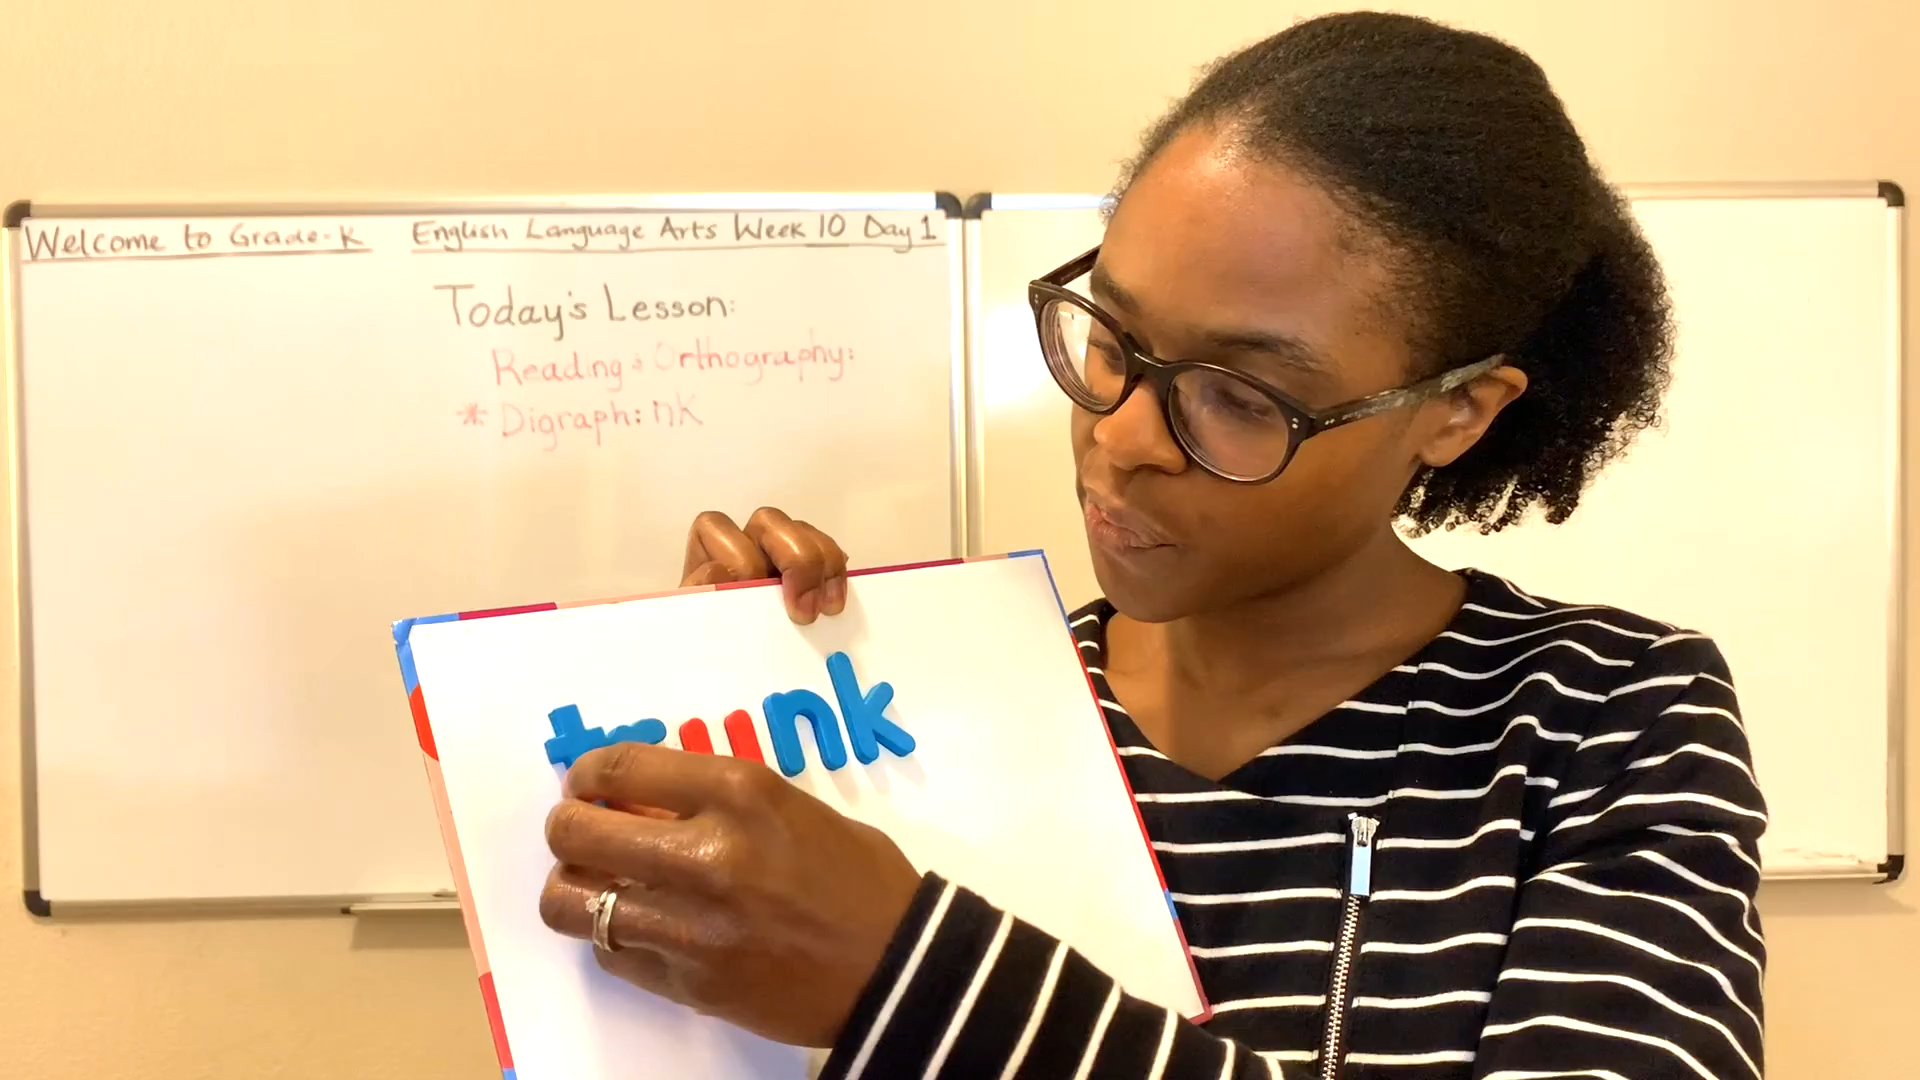 Welcome to Grade-K English Language Arts Week 10 Day 1
Today's Lesson:
Reading & Orthography:
* Digraph: nk
trunk